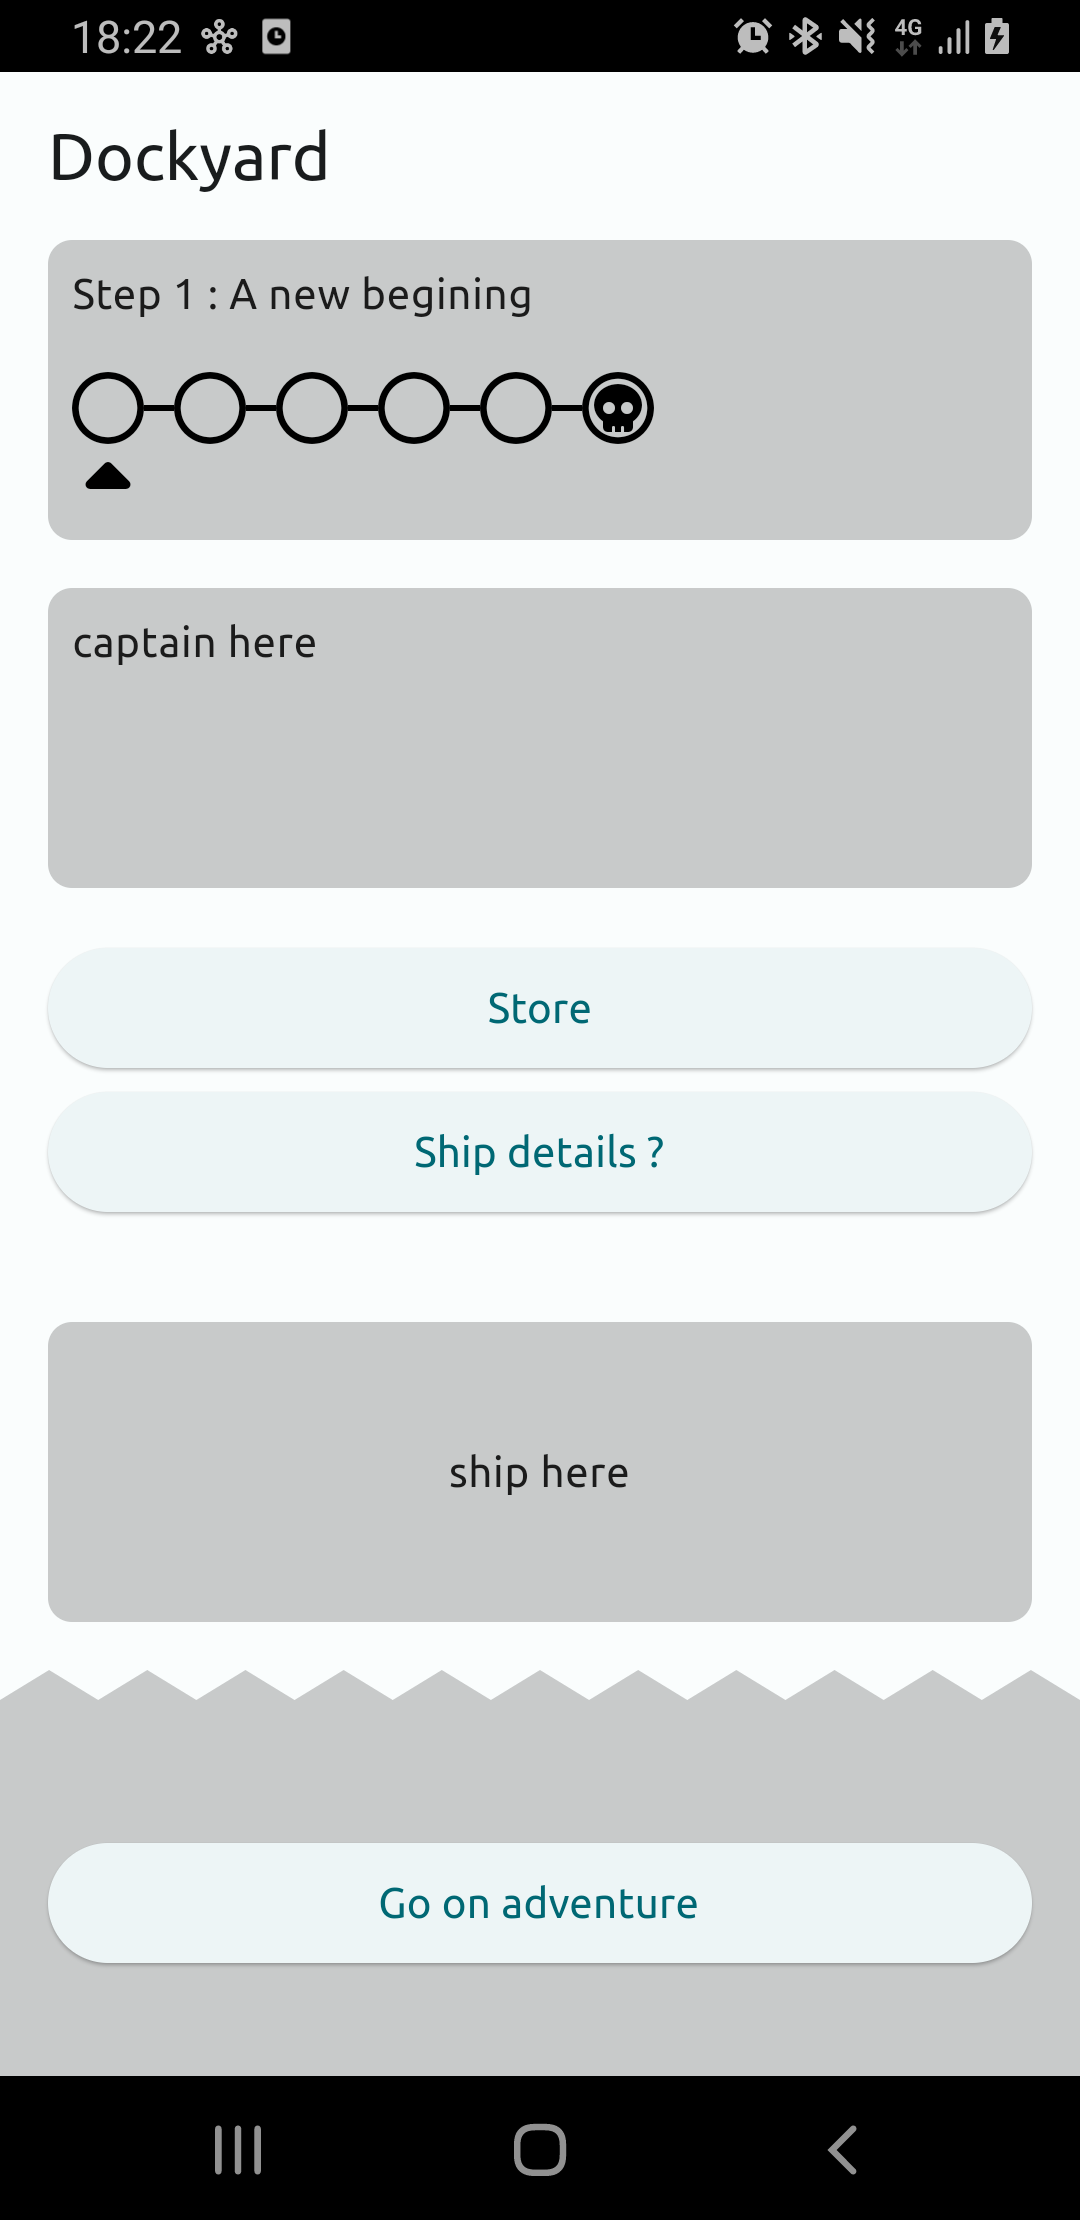 18:22
4G
Dockyard
Step 1 : A new begining
captain here
Store
Ship details ?
ship here
Go on adventure